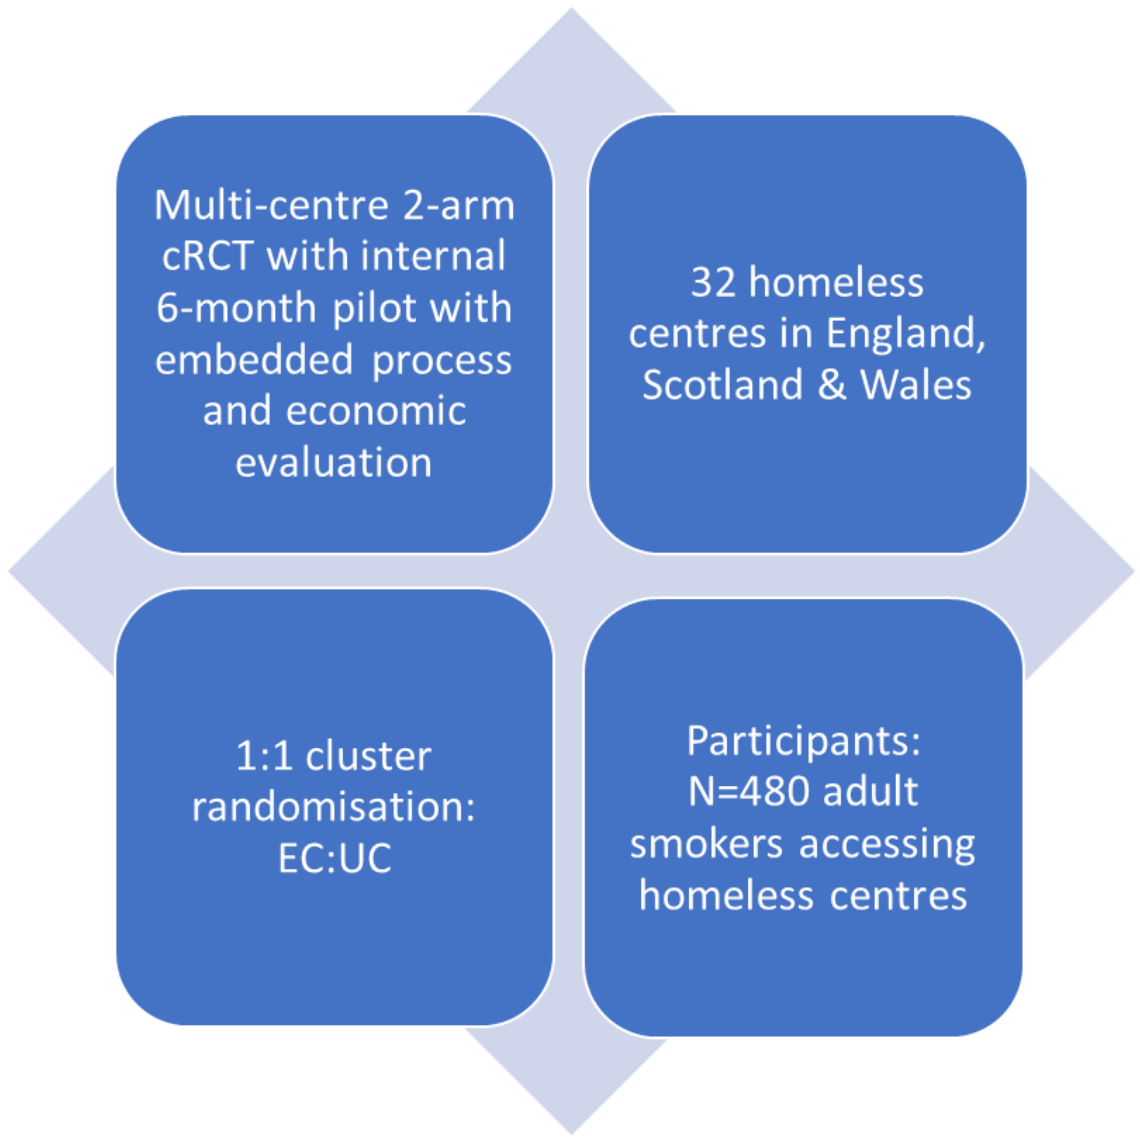 Multi-centre 2-arm
cRCT with internal
6-month pilot with
embedded process
and economic
evaluation
32 homeless
centres in England,
Scotland & Wales
1:1 cluster
randomisation:
EC:UC
Participants:
N=480 adult
smokers accessing
homeless centres